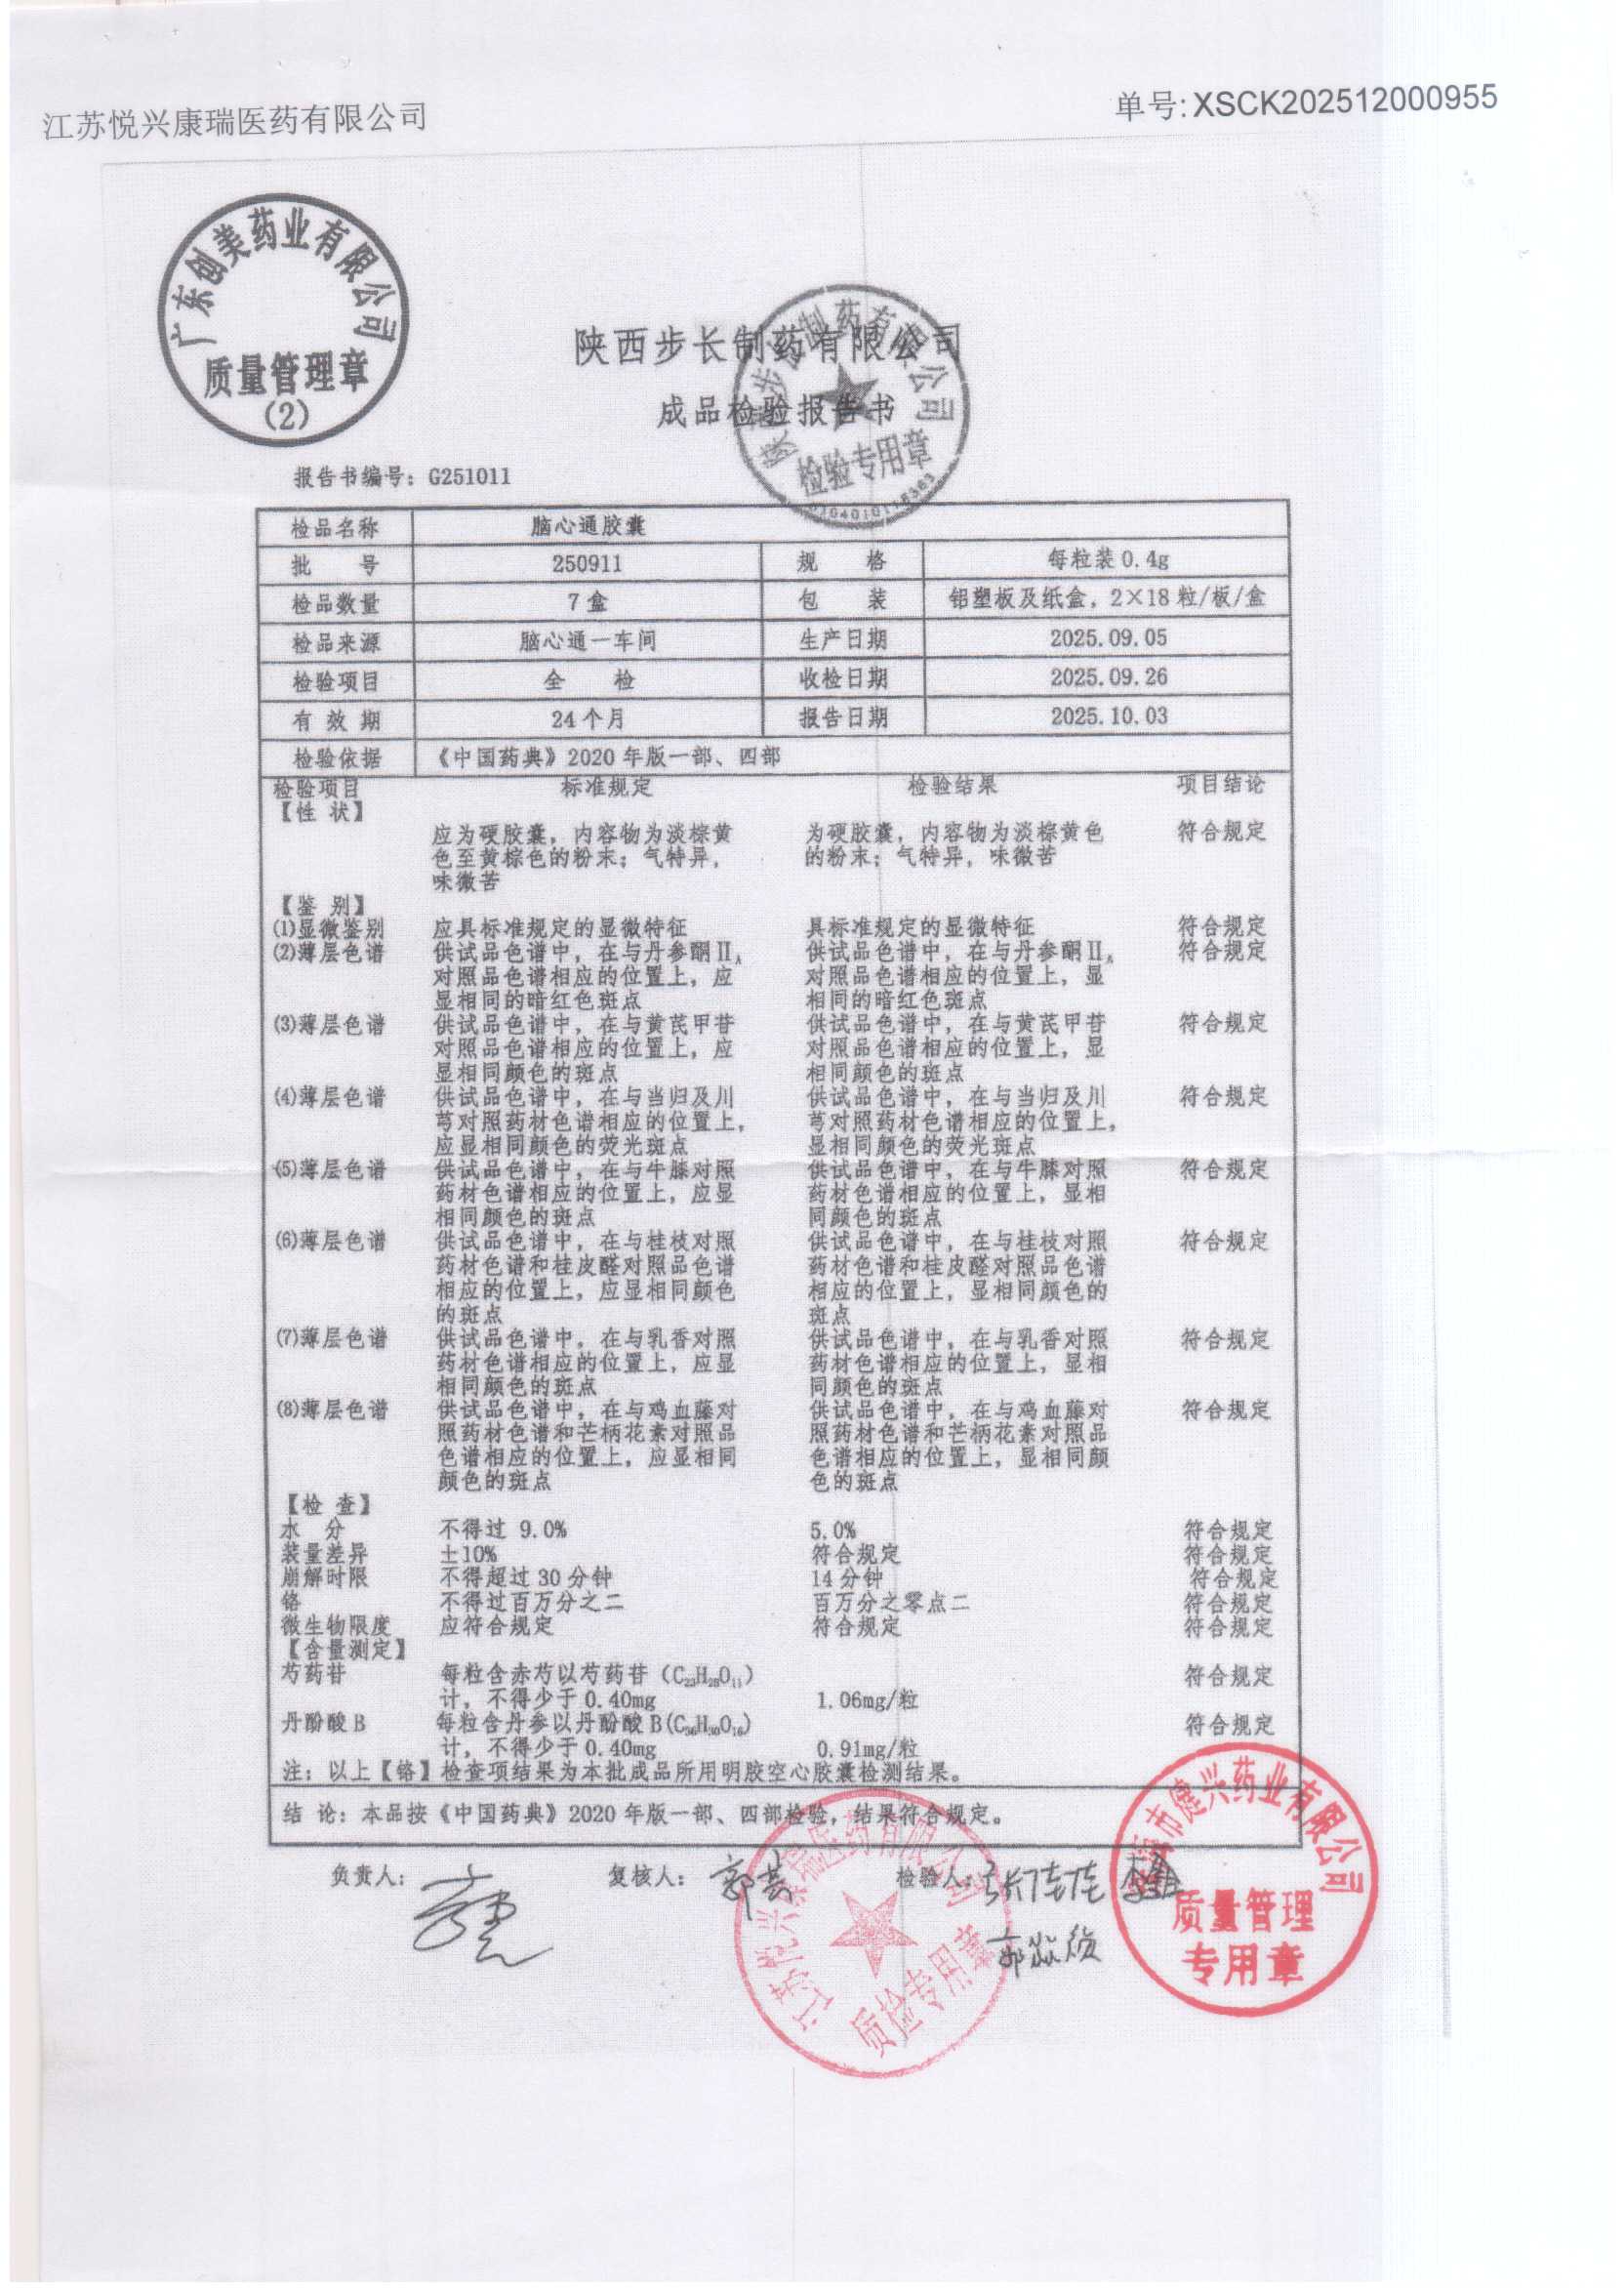 江苏悦兴康瑞医药有限公司
单号: XSCK202512000955
广东创美药业有限公司
质量管理章
(2)
陕西步长制药有限公司
成品检验报告书
陕西步长制药有限公司
检验专用章
报告书编号: G251011
检品名称 脑心通胶囊
批 号 250911 规 格 每粒装0.4g
检品数量 7盒 包 装 铝塑板及纸盒, 2×18粒/板/盒
检品来源 脑心通一车间 生产日期 2025.09.05
检验项目 全 检 收检日期 2025.09.26
有 效 期 24个月 报告日期 2025.10.03
检验依据 《中国药典》2020年版一部、四部
检验项目 标准规定 检验结果 项目结论
【性 状】
应为硬胶囊, 内容物为淡棕黄 为硬胶囊, 内容物为淡棕黄色 符合规定
色至黄棕色的粉末; 气特异, 的粉末; 气特异, 味微苦
味微苦
【鉴 别】
(1)显微鉴别 应具标准规定的显微特征 具标准规定的显微特征 符合规定
(2)薄层色谱 供试品色谱中, 在与丹参酮ⅡA 供试品色谱中, 在与丹参酮ⅡA 符合规定
对照品色谱相应的位置上, 应 对照品色谱相应的位置上, 显
显相同的暗红色斑点 相同的暗红色斑点
(3)薄层色谱 供试品色谱中, 在与黄芪甲苷 供试品色谱中, 在与黄芪甲苷 符合规定
对照品色谱相应的位置上, 应 对照品色谱相应的位置上, 显
显相同颜色的斑点 相同颜色的斑点
(4)薄层色谱 供试品色谱中, 在与当归及川 供试品色谱中, 在与当归及川 符合规定
芎对照药材色谱相应的位置上, 芎对照药材色谱相应的位置上,
应显相同颜色的荧光斑点 显相同颜色的荧光斑点
(5)薄层色谱 供试品色谱中, 在与牛膝对照 供试品色谱中, 在与牛膝对照 符合规定
药材色谱相应的位置上, 应显 药材色谱相应的位置上, 显相
相同颜色的斑点 同颜色的斑点
(6)薄层色谱 供试品色谱中, 在与桂枝对照 供试品色谱中, 在与桂枝对照 符合规定
药材色谱和桂皮醛对照品色谱 药材色谱和桂皮醛对照品色谱
相应的位置上, 应显相同颜色 相应的位置上, 显相同颜色的
的斑点 斑点
(7)薄层色谱 供试品色谱中, 在与乳香对照 供试品色谱中, 在与乳香对照 符合规定
药材色谱相应的位置上, 应显 药材色谱相应的位置上, 显相
相同颜色的斑点 同颜色的斑点
(8)薄层色谱 供试品色谱中, 在与鸡血藤对 供试品色谱中, 在与鸡血藤对 符合规定
照药材色谱和芒柄花素对照品 照药材色谱和芒柄花素对照品
色谱相应的位置上, 应显相同 色谱相应的位置上, 显相同颜
颜色的斑点 色的斑点
【检 查】
水 分 不得过 9.0% 5.0% 符合规定
装量差异 ±10% 符合规定 符合规定
崩解时限 不得超过30分钟 14分钟 符合规定
铬 不得过百万分之二 百万分之零点二 符合规定
微生物限度 应符合规定 符合规定 符合规定
【含量测定】
芍药苷 每粒含赤芍以芍药苷 (C23H28O11) 符合规定
计, 不得少于0.40mg 1.06mg/粒
丹酚酸B 每粒含丹参以丹酚酸B(C36H30O16) 符合规定
计, 不得少于0.40mg 0.91mg/粒
注: 以上【铬】检查项结果为本批成品所用明胶空心胶囊检测结果。
结 论: 本品按《中国药典》2020年版一部、四部检验, 结果符合规定。
负责人: 复核人: 检验人:
江苏悦兴康瑞医药有限公司
质检专用章
市健兴药业有限公司
质量管理
专用章